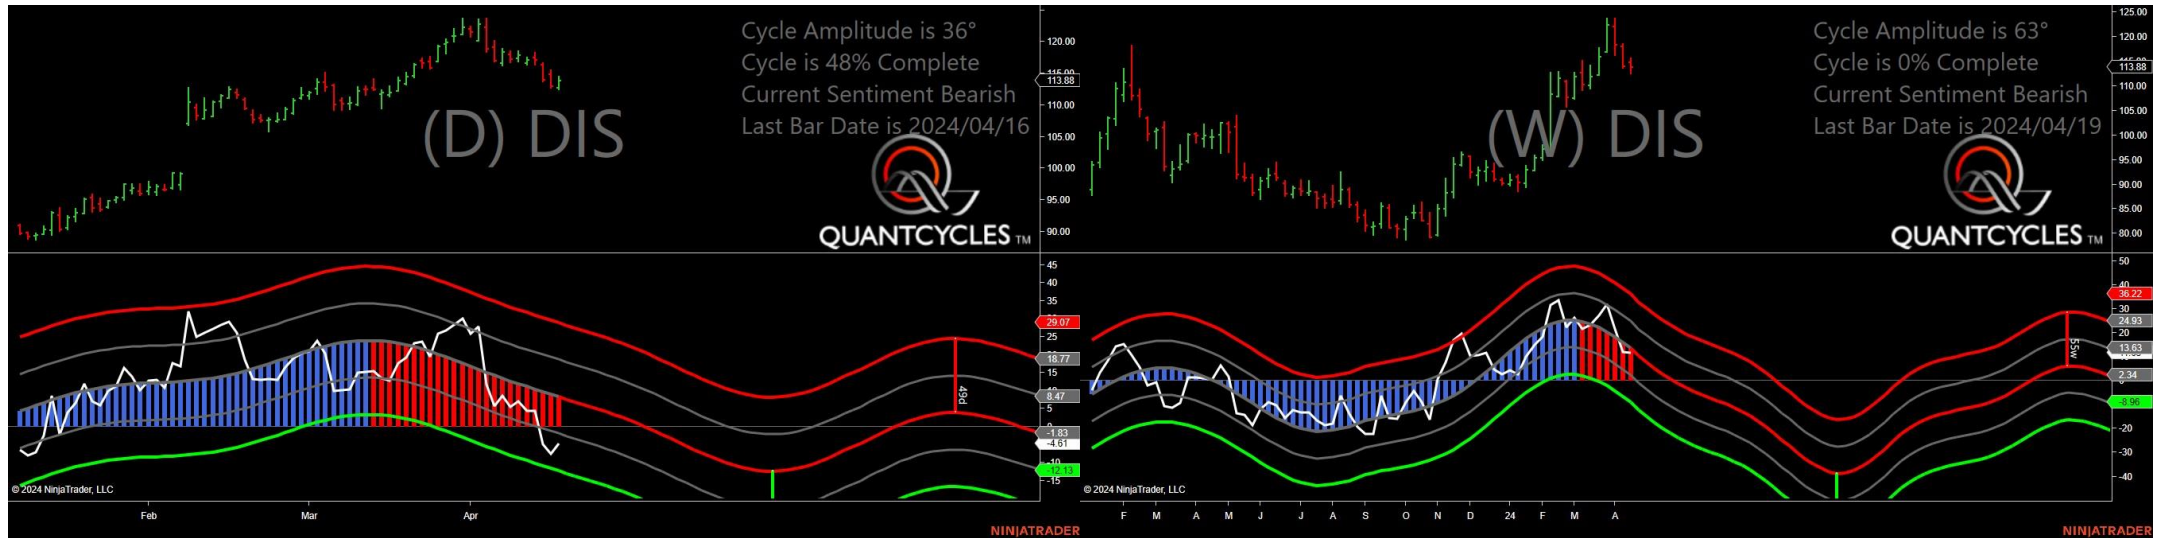 Cycle Amplitude is 36°
Cycle is 48% Complete
Current Sentiment Bearish
Last Bar Date is 2024/04/16
(D) DIS
QUANTCYCLES TM
120.00
115.00
113.88
110.00
105.00
100.00
95.00
90.00
45
40
35
29.07
25
18.77
15
8.47
5
-1.83
-4.61
-10
-12.13
-15
49d
© 2024 NinjaTrader, LLC
Feb Mar Apr
NINJATRADER
Cycle Amplitude is 63°
Cycle is 0% Complete
Current Sentiment Bearish
Last Bar Date is 2024/04/19
(W) DIS
QUANTCYCLES TM
125.00
120.00
113.88
110.00
105.00
100.00
95.00
90.00
85.00
80.00
50
40
36.22
24.93
20
13.63
2.34
-8.96
-20
-30
-40
55w
© 2024 NinjaTrader, LLC
F M A M J J A S O N D 24 F M A
NINJATRADER